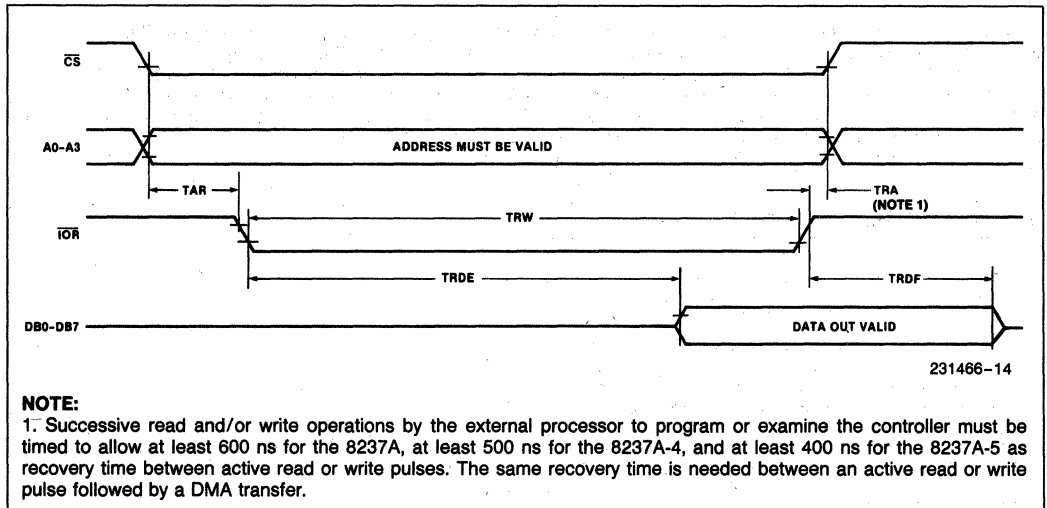 CS
A0–A3
ADDRESS MUST BE VALID
TAR
TRA
(NOTE 1)
TRW
IOR
TRDE
TRDF
DB0–DB7
DATA OUT VALID
231466–14
NOTE:
1. Successive read and/or write operations by the external processor to program or examine the controller must be
timed to allow at least 600 ns for the 8237A, at least 500 ns for the 8237A-4, and at least 400 ns for the 8237A-5 as
recovery time between active read or write pulses. The same recovery time is needed between an active read or write
pulse followed by a DMA transfer.